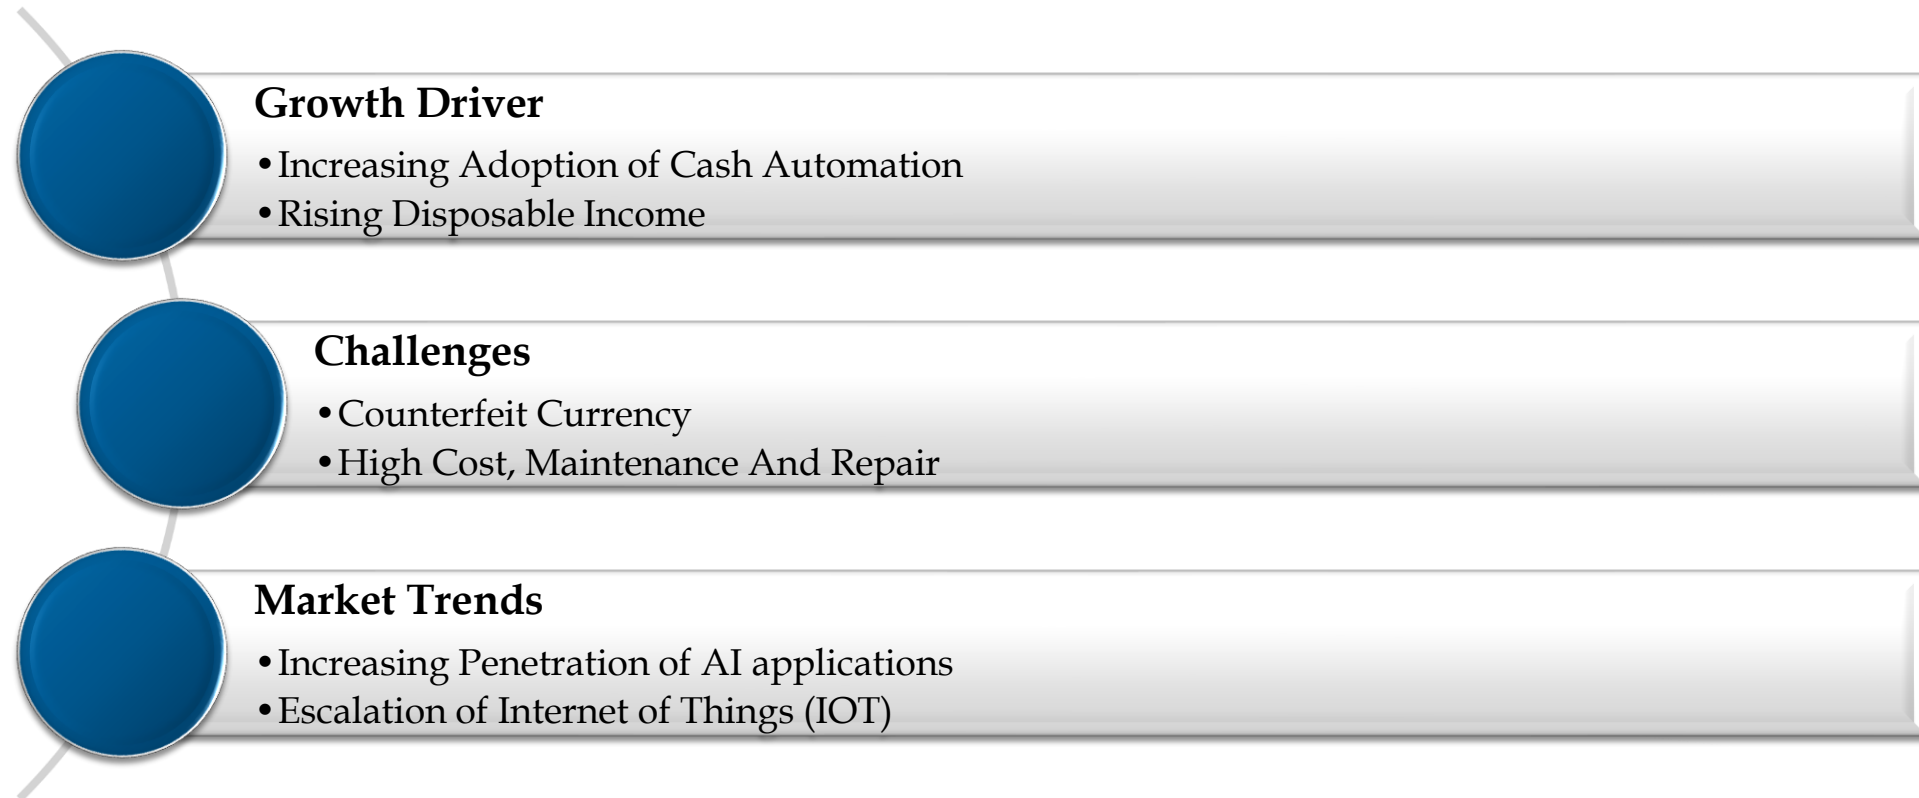 Growth Driver
•Increasing Adoption of Cash Automation
•Rising Disposable Income
Challenges
•Counterfeit Currency
•High Cost, Maintenance And Repair
Market Trends
•Increasing Penetration of AI applications
•Escalation of Internet of Things (IOT)